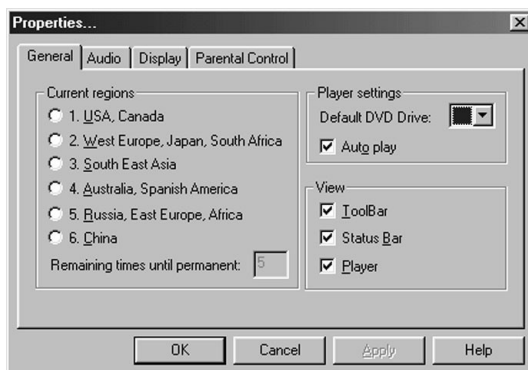 Properties...
General
Audio
Display
Parental Control
Current regions
1. USA, Canada
2. West Europe, Japan, South Africa
3. South East Asia
4. Australia, Spanish America
5. Russia, East Europe, Africa
6. China
Remaining times until permanent: 5
Player settings
Default DVD Drive:
Auto play
View
ToolBar
Status Bar
Player
OK
Cancel
Apply
Help